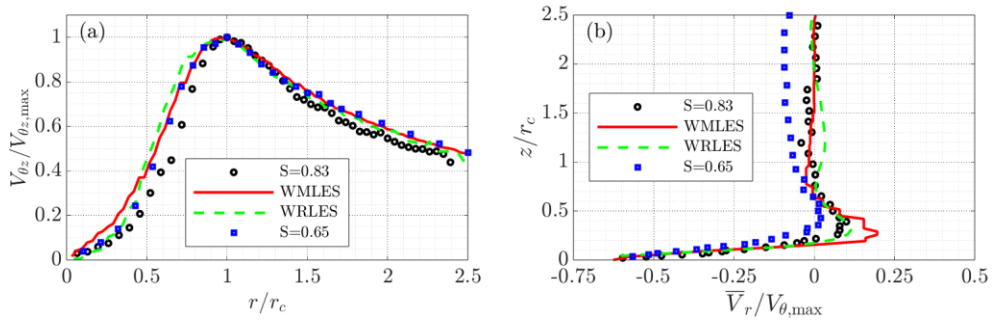 (a)
1
0.8
0.6
0.4
0.2
0
V_{θz}/V_{θz,max}
S=0.83
WMLES
WRLES
S=0.65
0 0.5 1 1.5 2 2.5
r/r_c
(b)
2.5
2
1.5
1
0.5
0
z/r_c
S=0.83
WMLES
WRLES
S=0.65
-0.75 -0.5 -0.25 0 0.25 0.5
V̅_r/V_{θ,max}